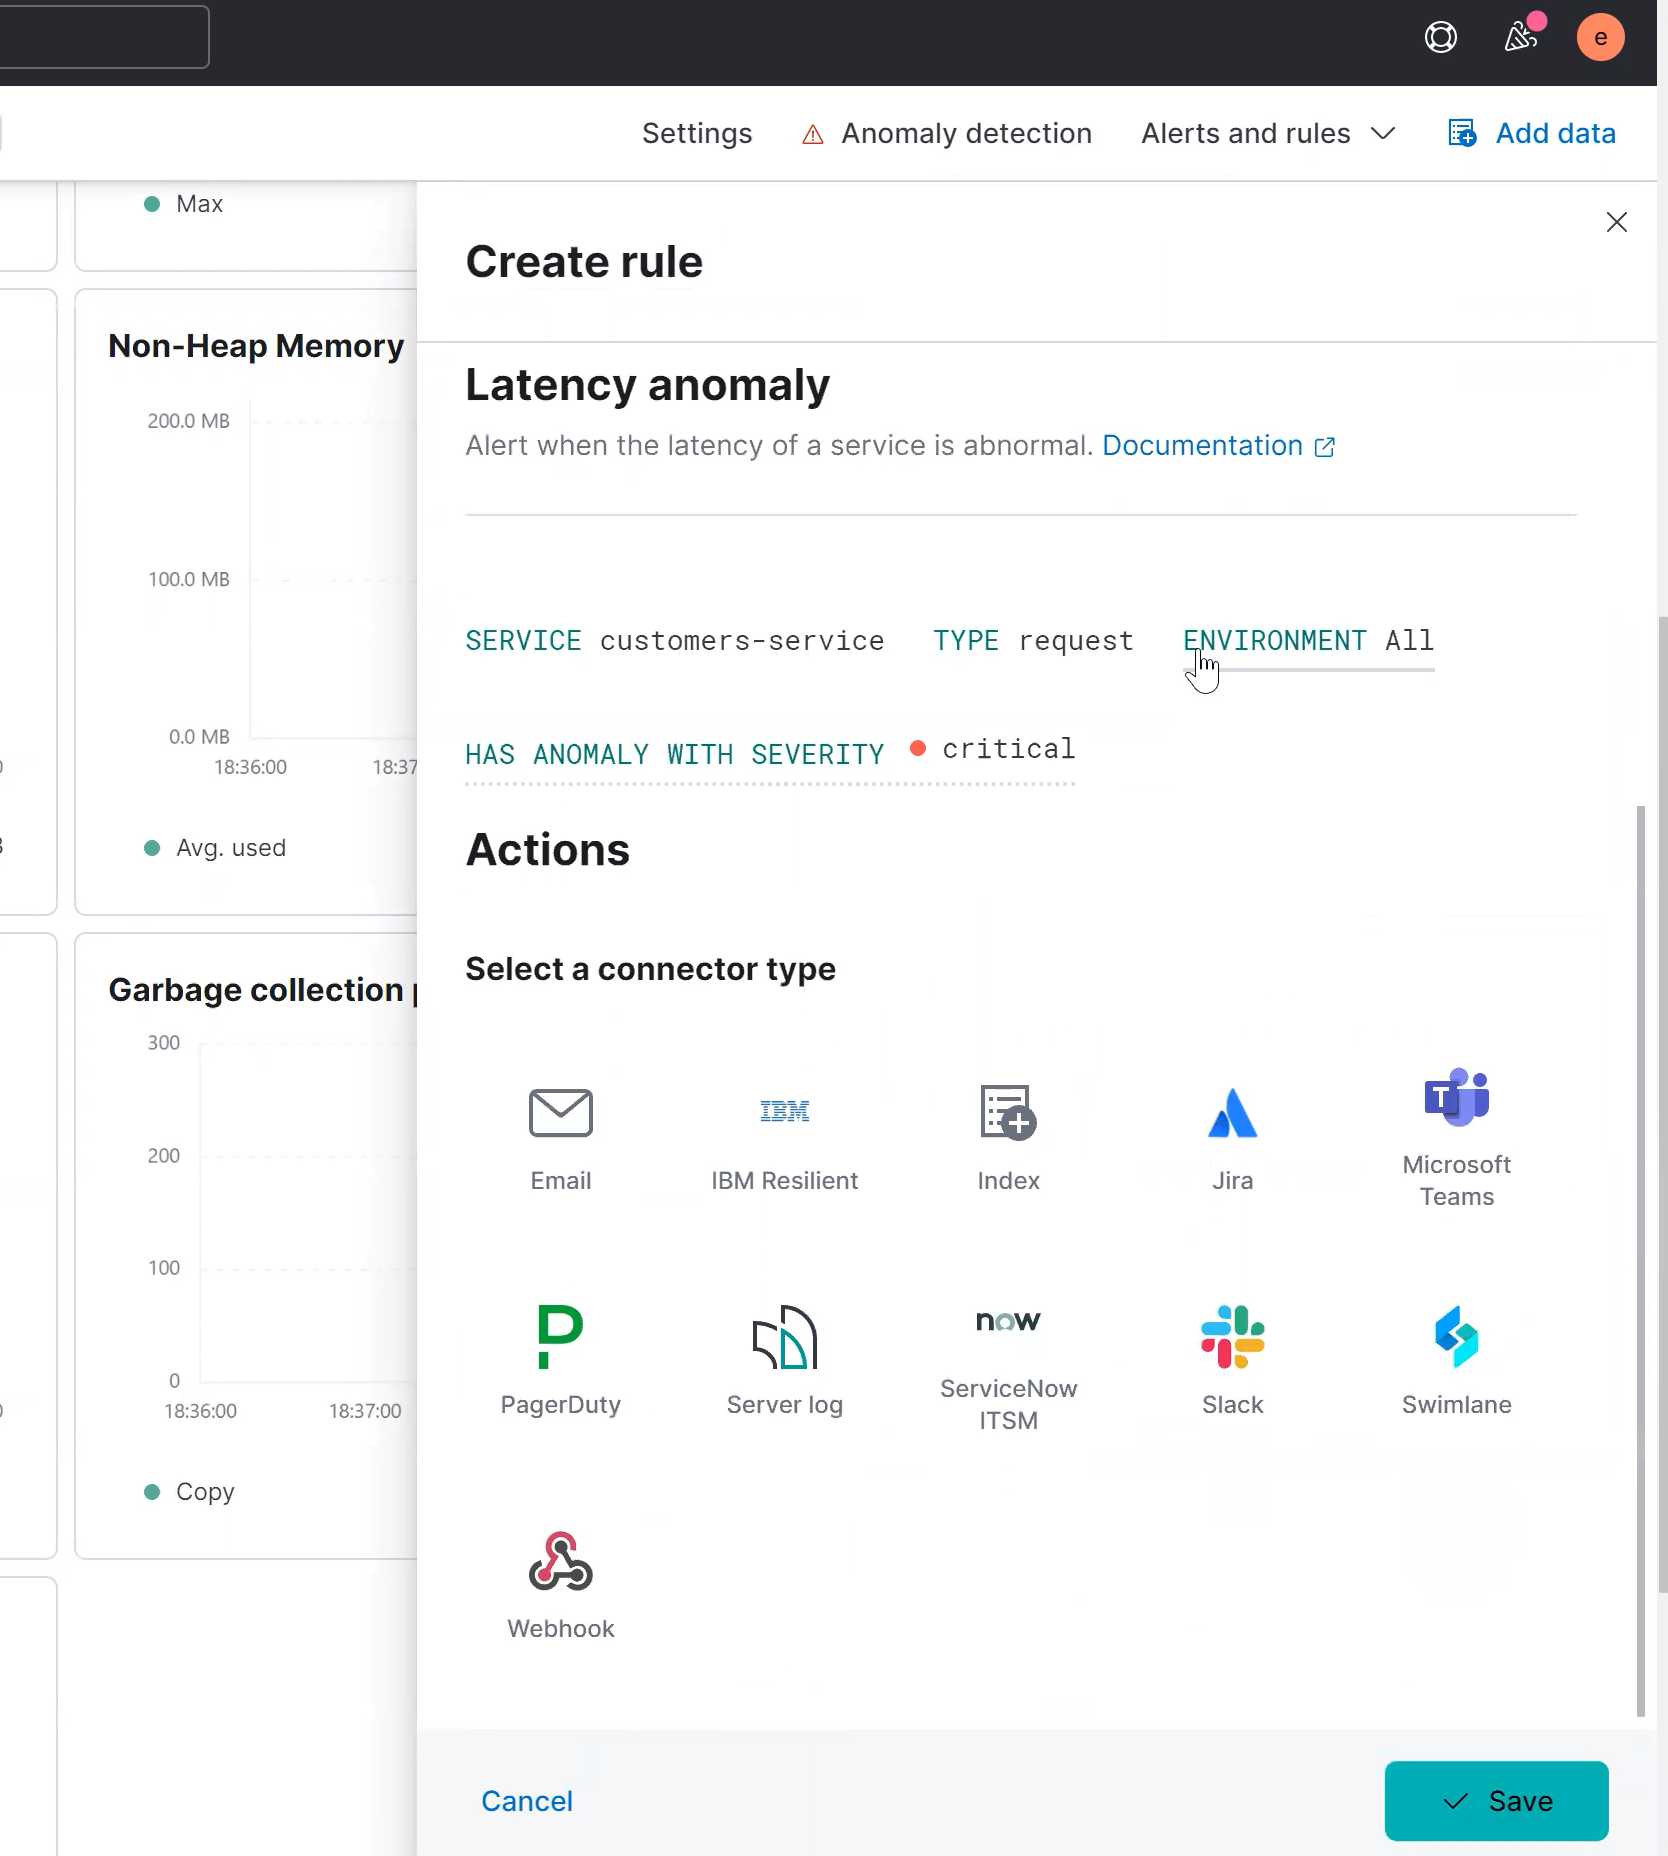 e
Settings
Anomaly detection
Alerts and rules
Add data
Max
Non-Heap Memory
200.0 MB
100.0 MB
0.0 MB
18:36:00
18:37
Avg. used
Garbage collection
300
200
100
0
18:36:00
18:37:00
Copy
Create rule
Latency anomaly
Alert when the latency of a service is abnormal. Documentation
SERVICE customers-service TYPE request ENVIRONMENT All
HAS ANOMALY WITH SEVERITY critical
Actions
Select a connector type
Email
IBM
IBM Resilient
Index
Jira
T
Microsoft
Teams
P
PagerDuty
Server log
now
ServiceNow
ITSM
Slack
Swimlane
Webhook
Cancel
Save